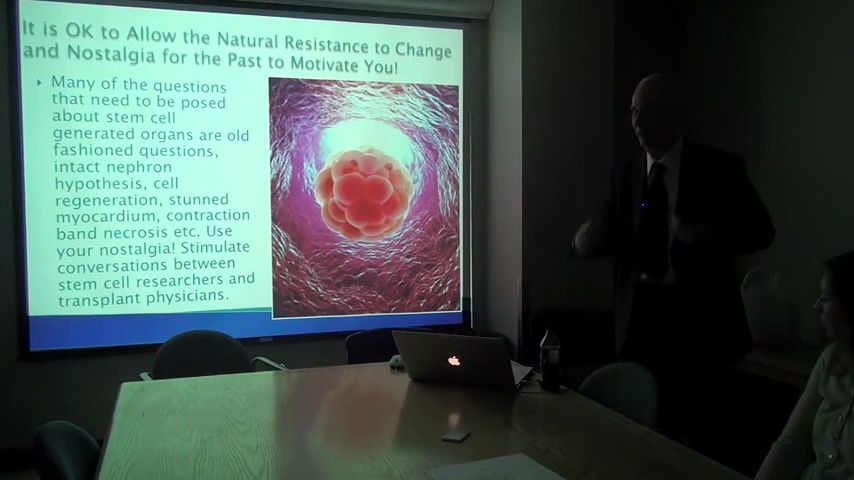 It is OK to Allow the Natural Resistance to Change
and Nostalgia for the Past to Motivate You!
Many of the questions
that need to be posed
about stem cell
generated organs are old
fashioned questions,
intact nephron
hypothesis, cell
regeneration, stunned
myocardium, contraction
band necrosis etc. Use
your nostalgia! Stimulate
conversations between
stem cell researchers and
transplant physicians.